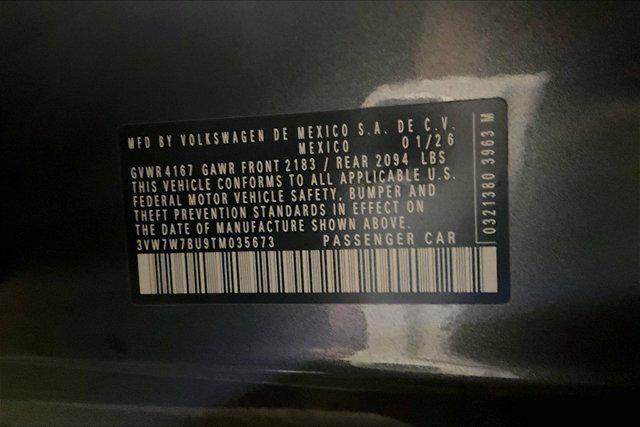 MFD BY VOLKSWAGEN DE MEXICO S.A. DE C.V.
MEXICO 01/26
GVWR 4167 GAWR FRONT 2183 / REAR 2094 LBS
THIS VEHICLE CONFORMS TO ALL APPLICABLE U.S.
FEDERAL MOTOR VEHICLE SAFETY, BUMPER AND
THEFT PREVENTION STANDARDS IN EFFECT ON
THE DATE OF MANUFACTURE SHOWN ABOVE.
3VW7W7BU9TM035673 PASSENGER CAR
0321380 3963 M